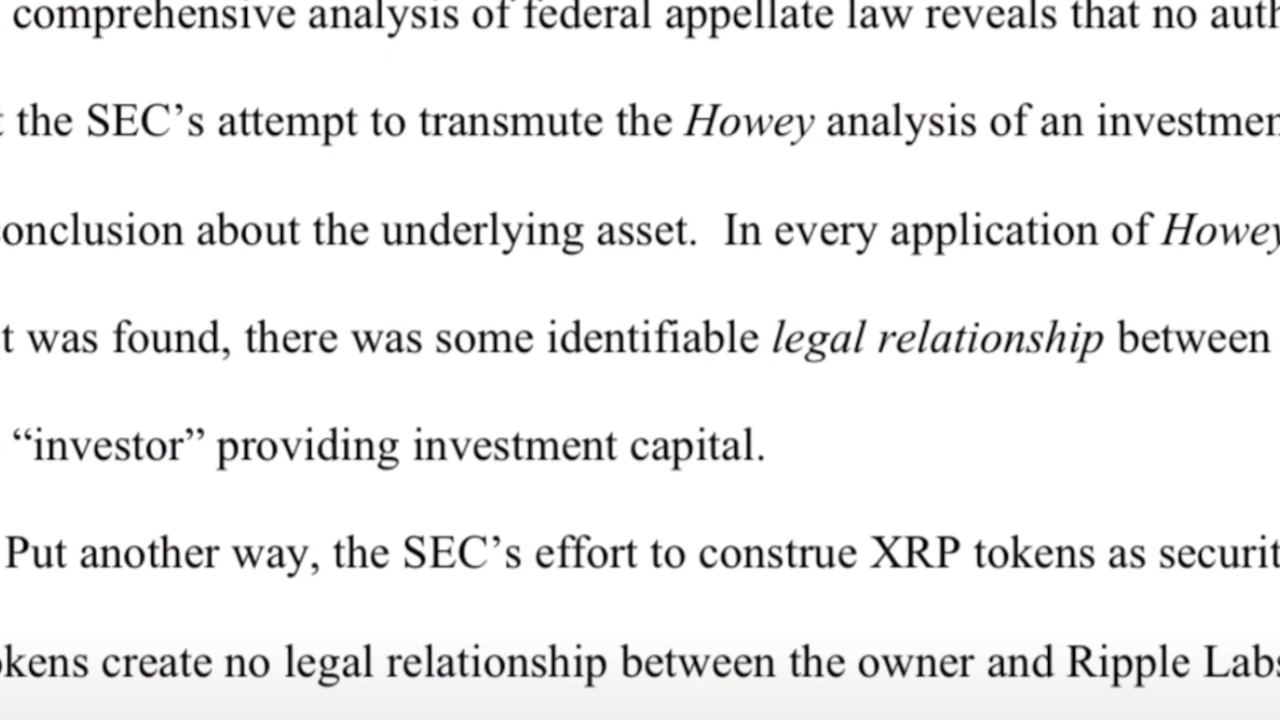 comprehensive analysis of federal appellate law reveals that no auth
the SEC’s attempt to transmute the Howey analysis of an investmen
onclusion about the underlying asset. In every application of Howey
t was found, there was some identifiable legal relationship between
“investor” providing investment capital.
Put another way, the SEC’s effort to construe XRP tokens as securit
kens create no legal relationship between the owner and Ripple Labs